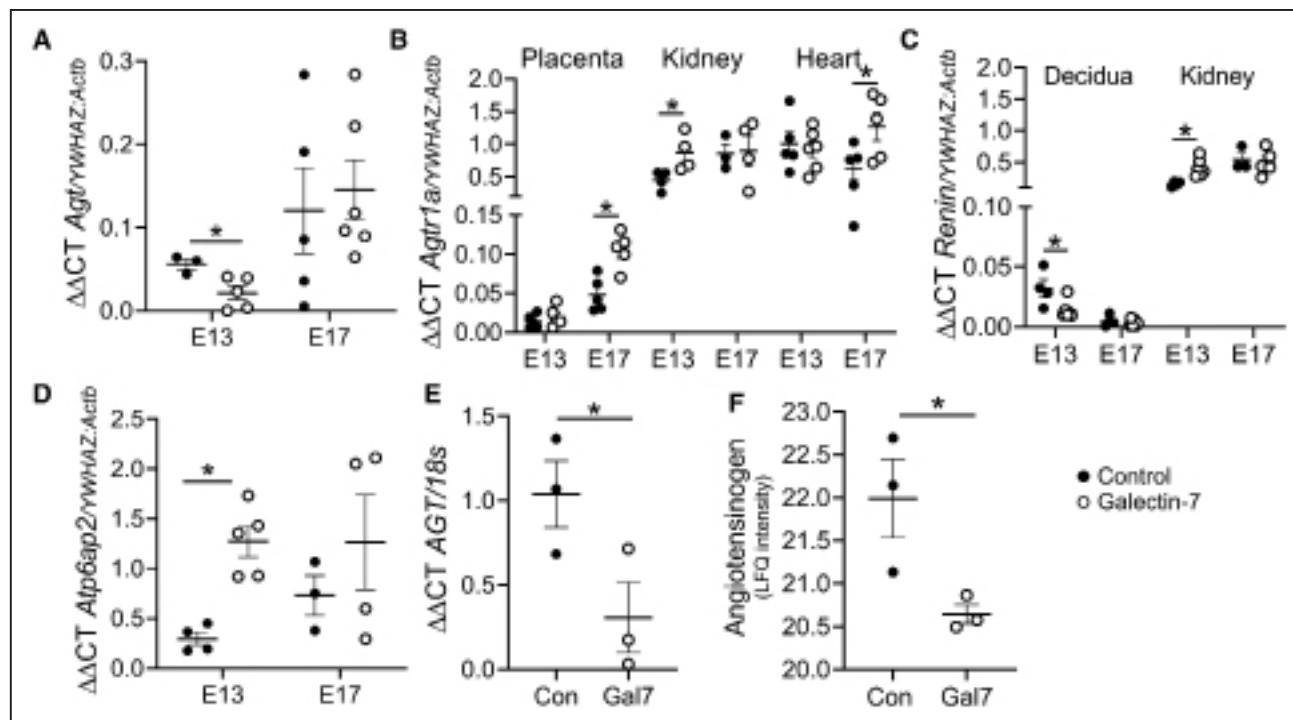 A
ΔΔCT Agt/YWHAZ:Actb
0.3
0.2
0.1
0.0
E13 E17
*
B
ΔΔCT Agtr1a/YWHAZ:Actb
Placenta Kidney Heart
2.0
1.5
1.0
0.5
0.15
0.10
0.05
0.00
E13 E17 E13 E17 E13 E17
* * *
C
ΔΔCT Renin/YWHAZ:Actb
Decidua Kidney
2.0
1.5
1.0
0.5
0.10
0.05
0.00
E13 E17 E13 E17
* *
D
ΔΔCT Atp6ap2/YWHAZ:Actb
2.5
2.0
1.5
1.0
0.5
0.0
E13 E17
*
E
ΔΔCT AGT/18s
1.5
1.0
0.5
0.0
Con Gal7
*
F
Angiotensinogen
(LFQ intensity)
23.0
22.5
22.0
21.5
21.0
20.5
20.0
Con Gal7
*
Control
Galectin-7